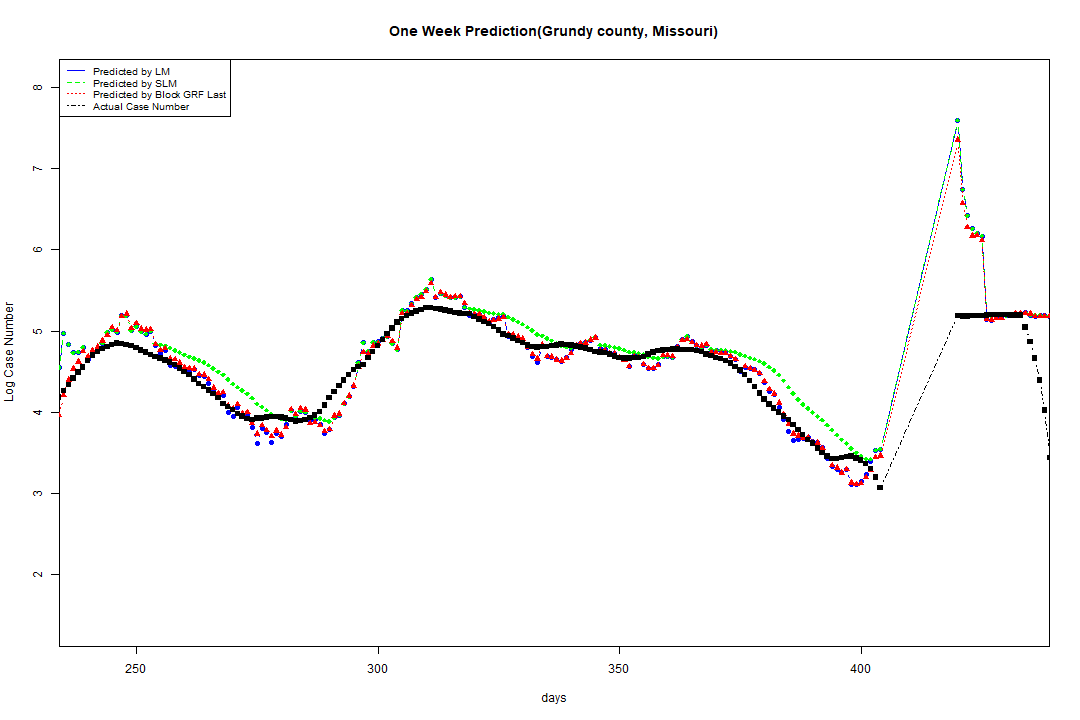 One Week Prediction(Grundy county, Missouri)
Predicted by LM
Predicted by SLM
Predicted by Block GRF Last
Actual Case Number
8
7
6
5
4
3
2
Log Case Number
250 300 350 400
days